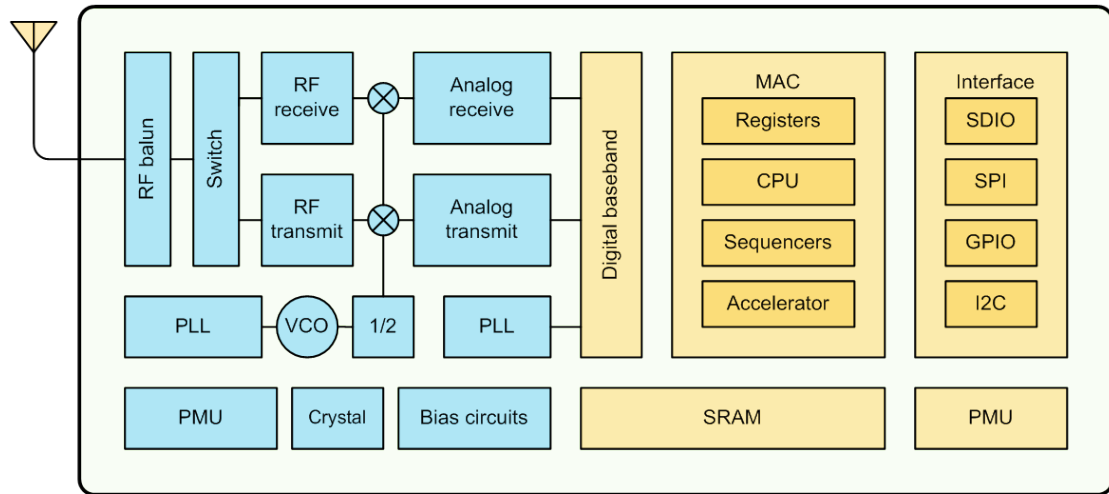 RF balun
Switch
RF
receive
Analog
receive
RF
transmit
Analog
transmit
PLL
VCO
1/2
PLL
Digital baseband
MAC
Registers
CPU
Sequencers
Accelerator
Interface
SDIO
SPI
GPIO
I2C
PMU
Crystal
Bias circuits
SRAM
PMU